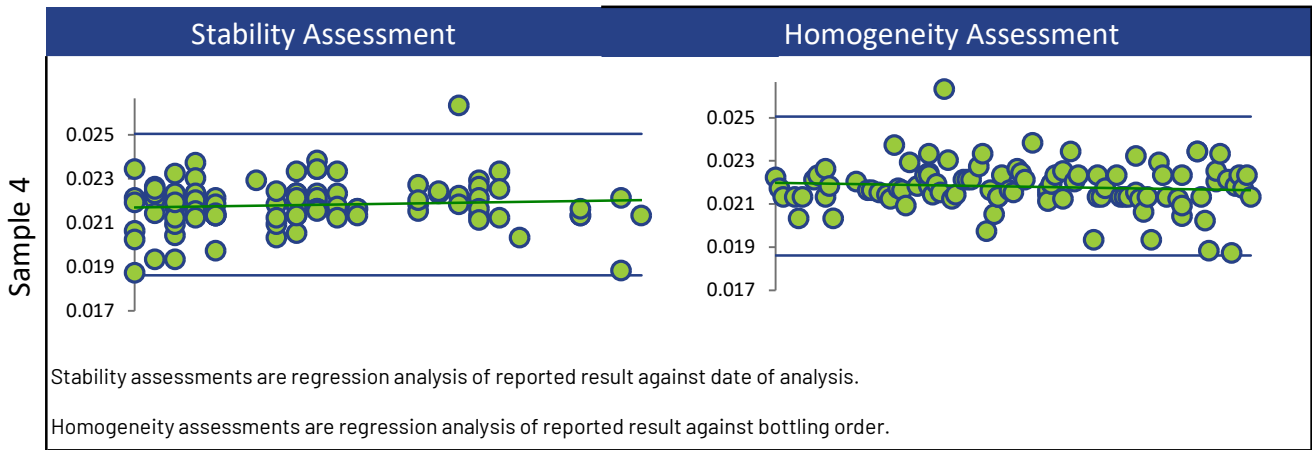 Stability Assessment
Homogeneity Assessment
Sample 4
0.025
0.023
0.021
0.019
0.017
0.025
0.023
0.021
0.019
0.017
Stability assessments are regression analysis of reported result against date of analysis.
Homogeneity assessments are regression analysis of reported result against bottling order.